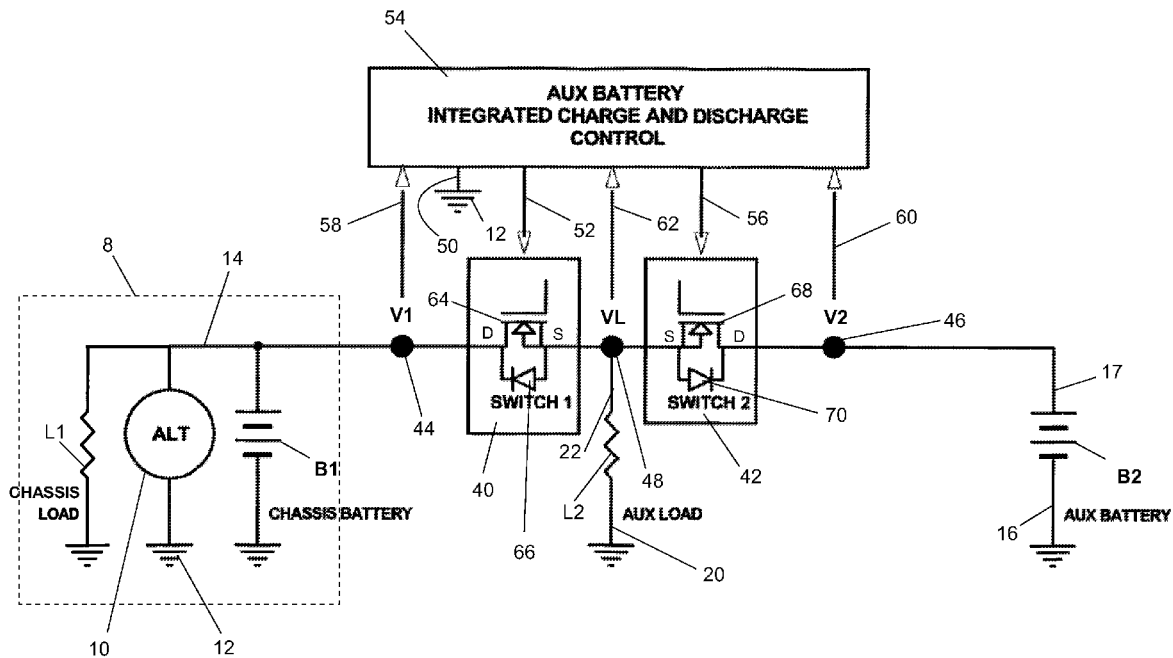 54
AUX BATTERY
INTEGRATED CHARGE AND DISCHARGE
CONTROL
58
50
12
52
62
56
60
8
14
64
68
V1
D
S
VL
S
D
V2
46
17
SWITCH 1
SWITCH 2
70
L1
ALT
B1
44
40
22
48
42
B2
CHASSIS
LOAD
CHASSIS BATTERY
L2
AUX LOAD
16
AUX BATTERY
66
20
10
12